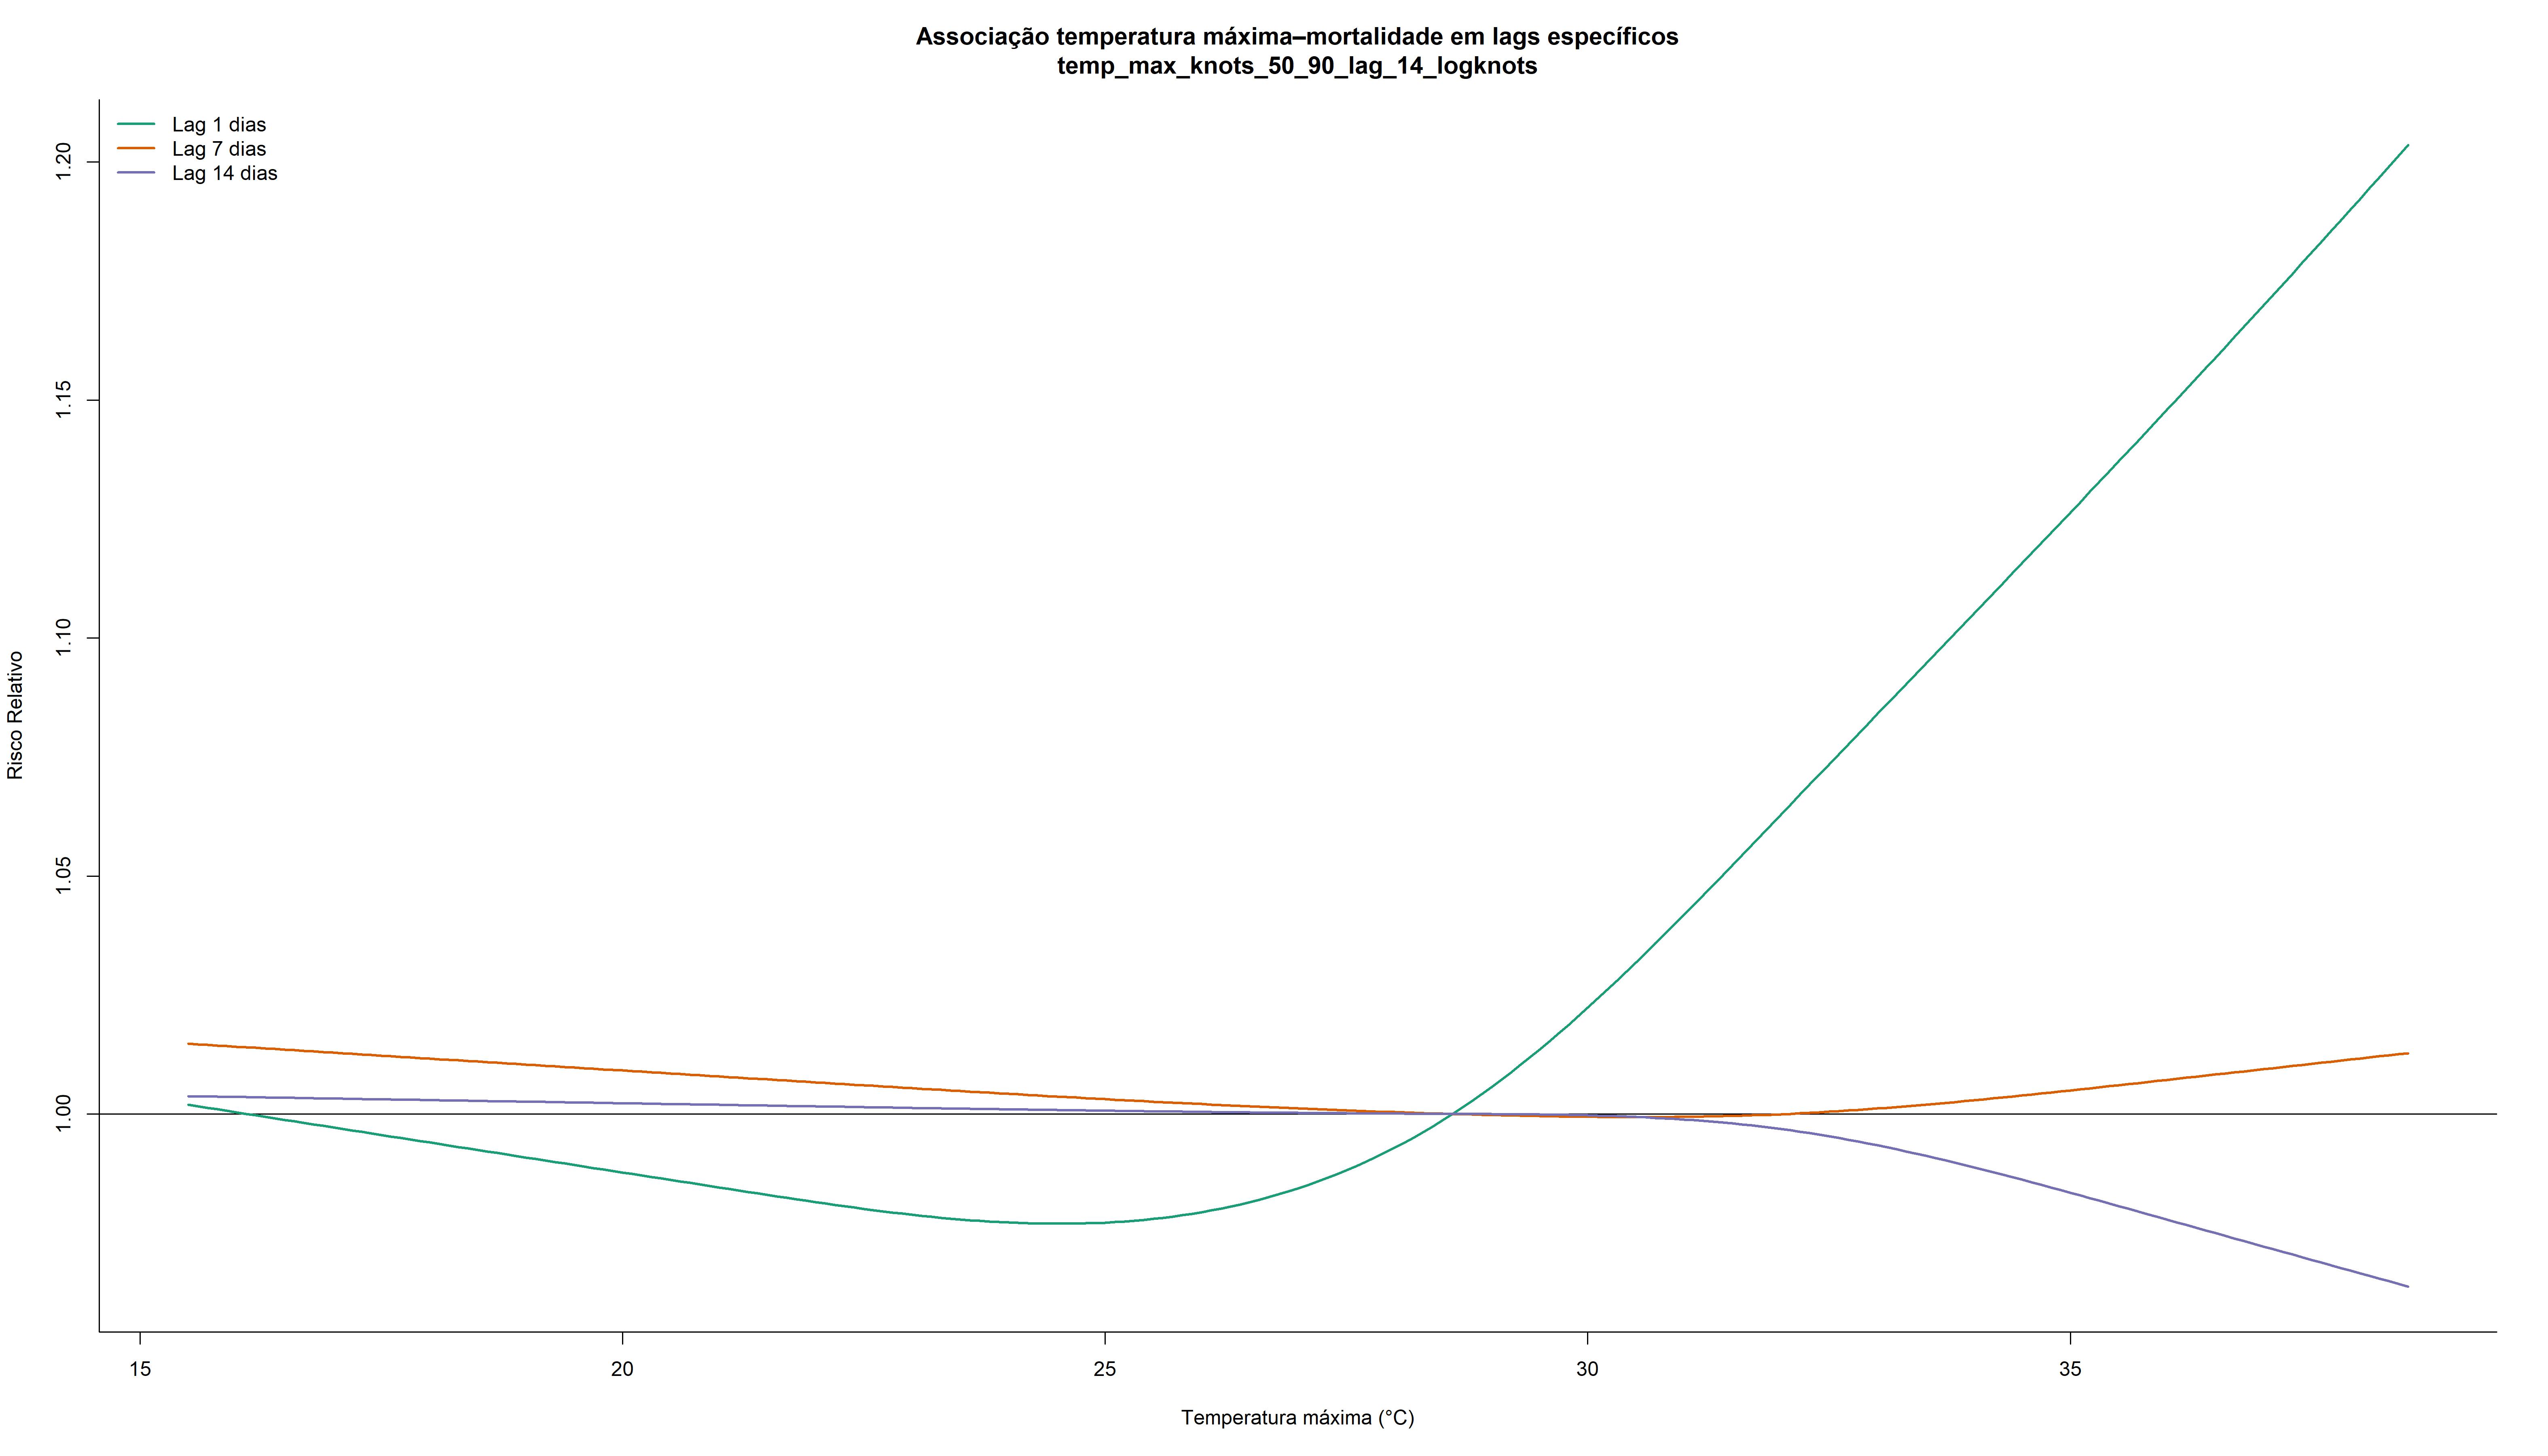 Associação temperatura máxima–mortalidade em lags específicos
temp_max_knots_50_90_lag_14_logknots
Lag 1 dias
Lag 7 dias
Lag 14 dias
1.20
1.15
1.10
1.05
1.00
Risco Relativo
15 20 25 30 35
Temperatura máxima (°C)